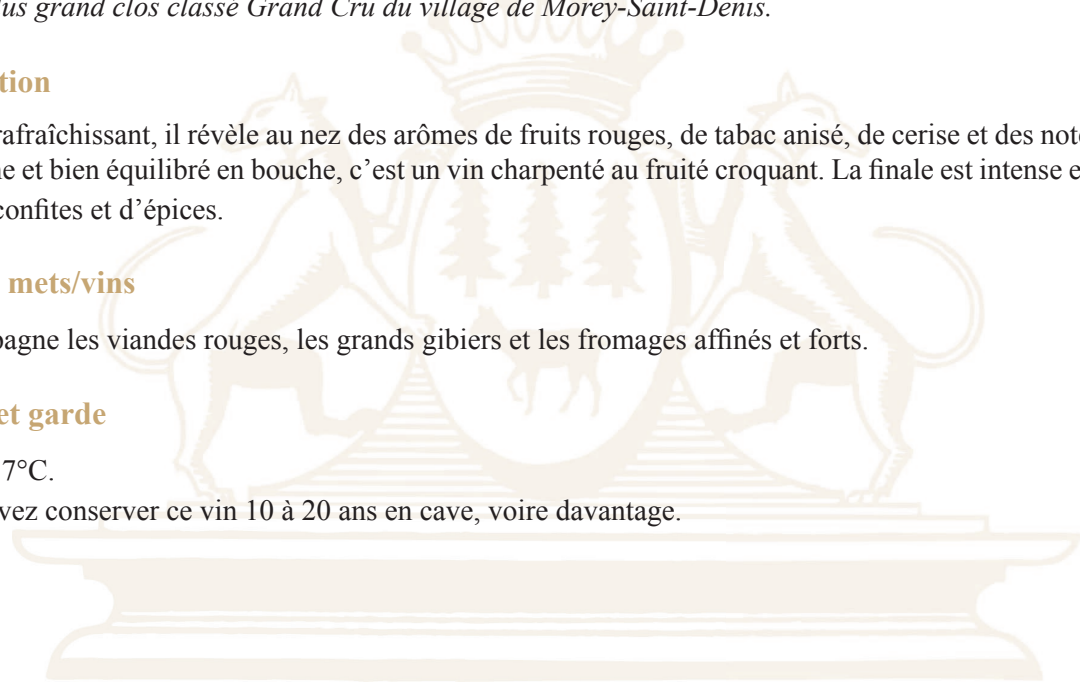 us grand clos classé Grand Cru du village de Morey-Saint-Denis.
tion
rafraîchissant, il révèle au nez des arômes de fruits rouges, de tabac anisé, de cerise et des note
e et bien équilibré en bouche, c’est un vin charpenté au fruité croquant. La finale est intense e
confites et d’épices.
mets/vins
pagne les viandes rouges, les grands gibiers et les fromages affinés et forts.
et garde
7°C.
vez conserver ce vin 10 à 20 ans en cave, voire davantage.